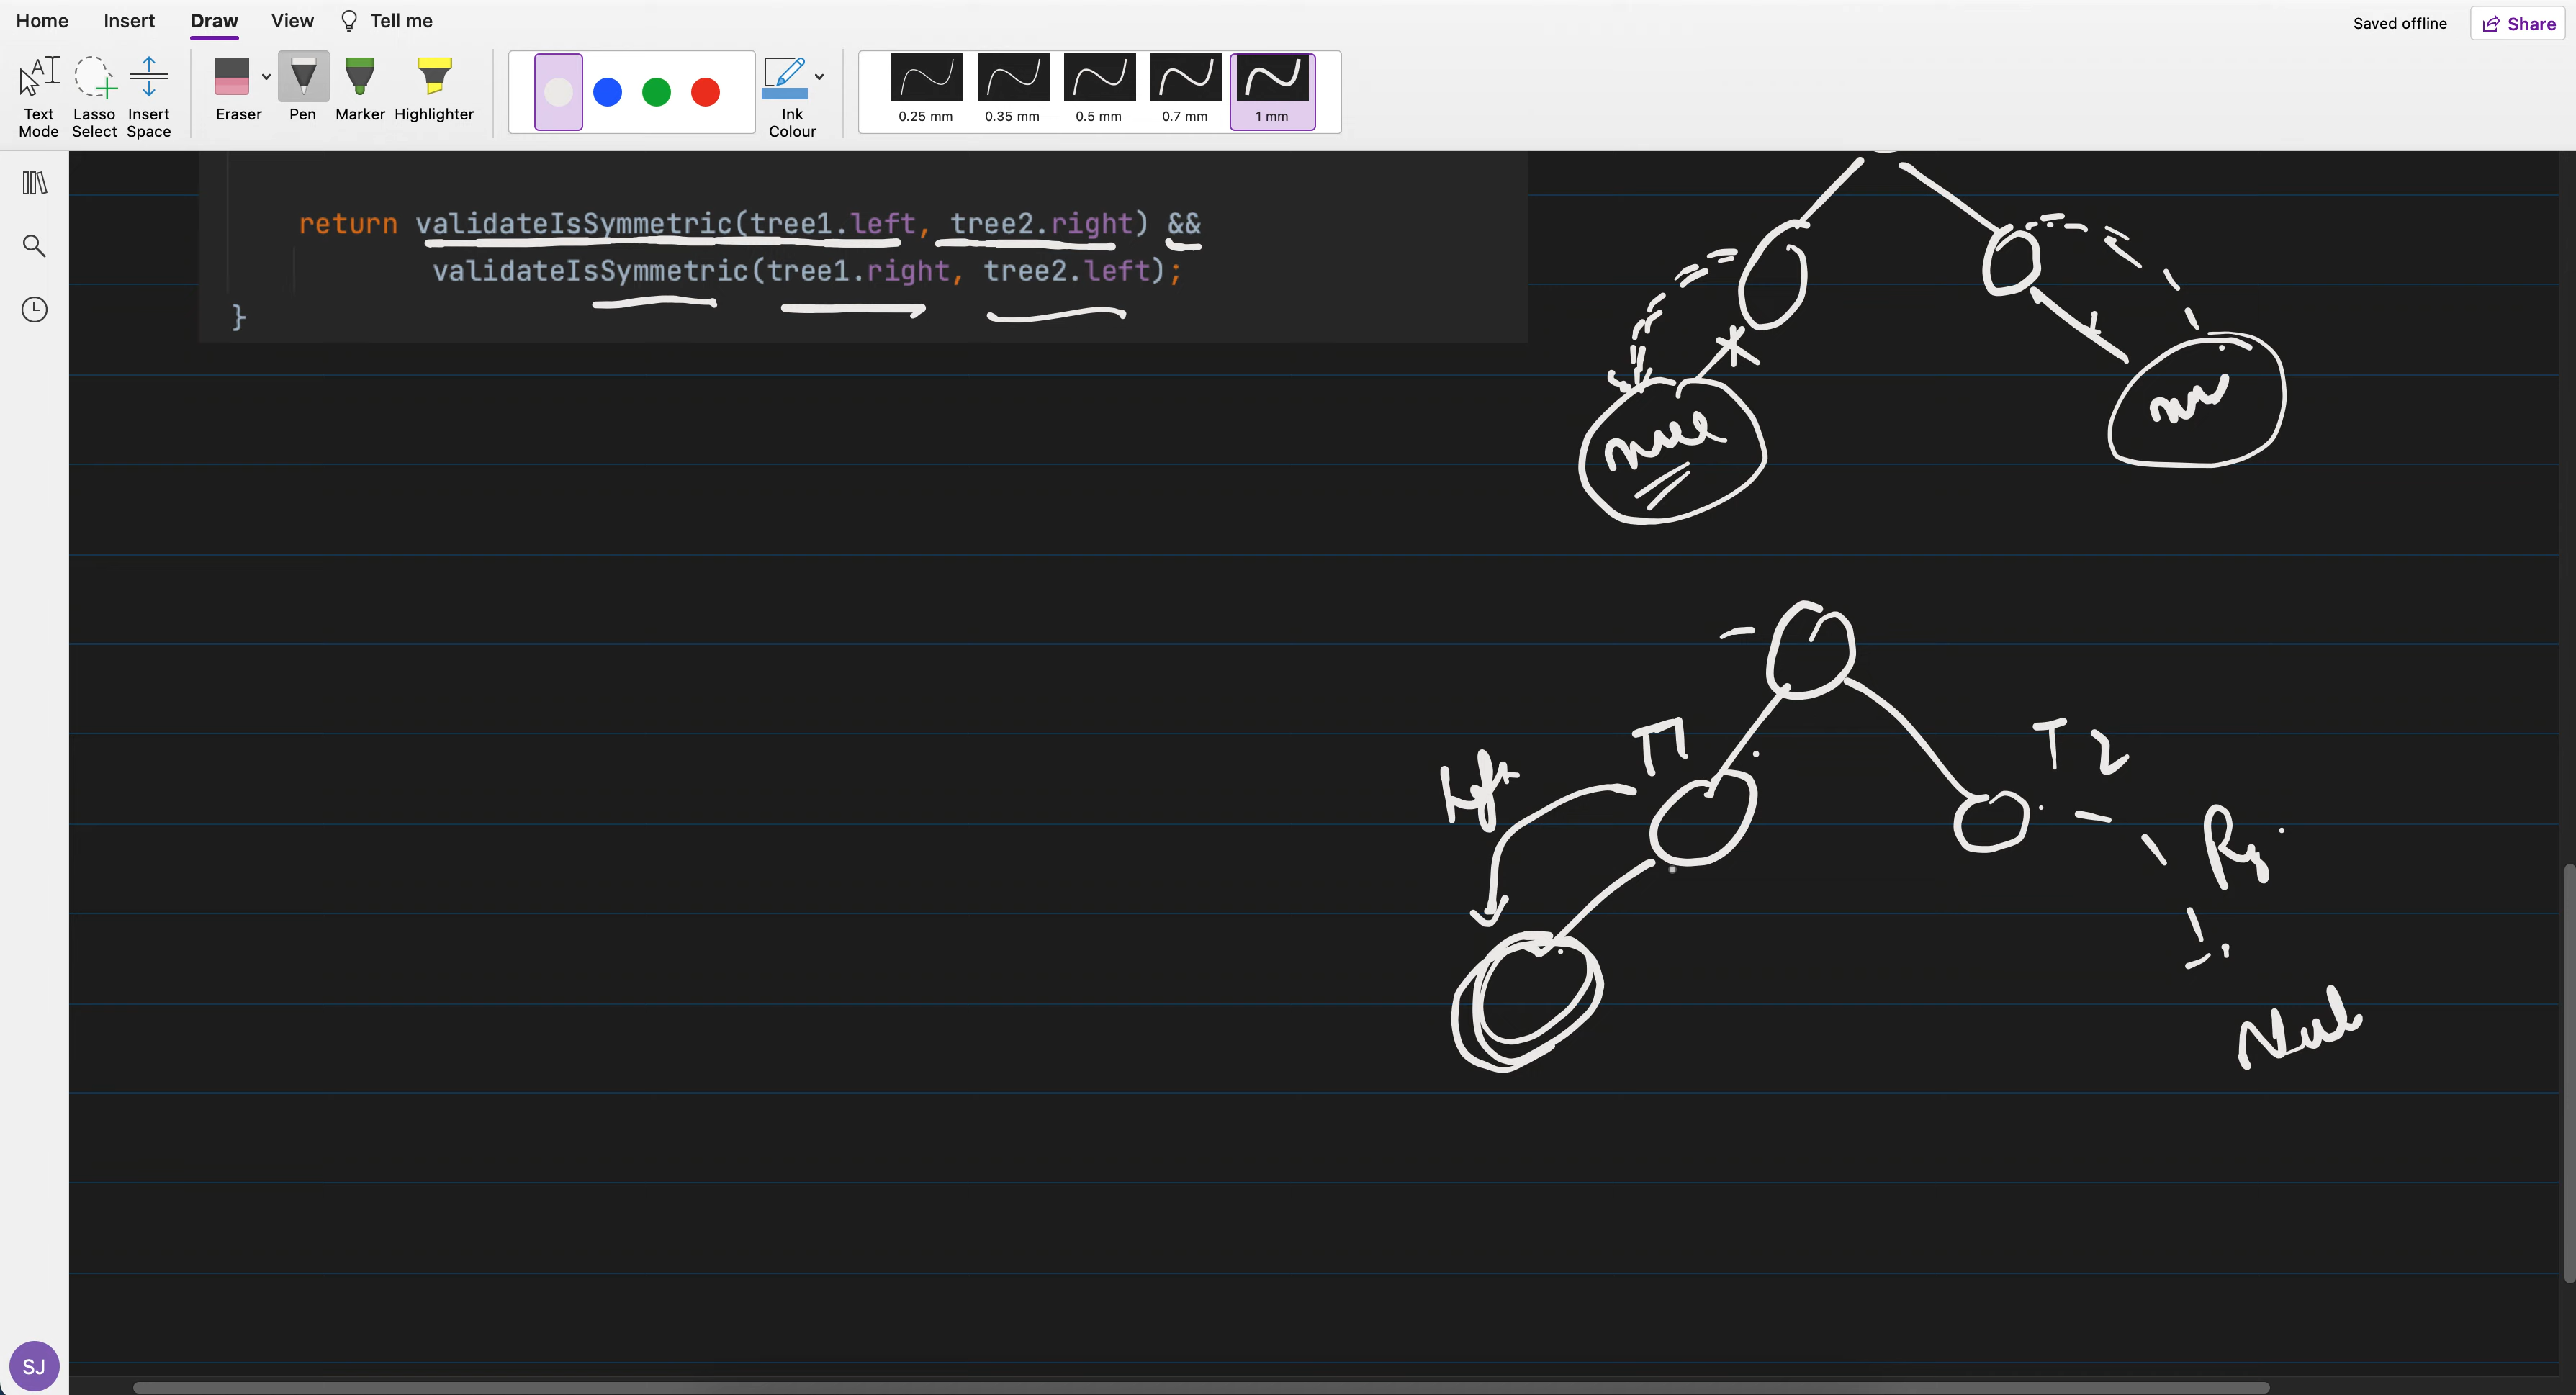 Home Insert Draw View Tell me
Saved offline Share
Text Mode
Lasso Select
Insert Space
Eraser
Pen
Marker
Highlighter
Ink Colour
0.25 mm
0.35 mm
0.5 mm
0.7 mm
1 mm
return validateIsSymmetric(tree1.left, tree2.right) &&
validateIsSymmetric(tree1.right, tree2.left);
}
null
T1
T2
Left
Null
SJ